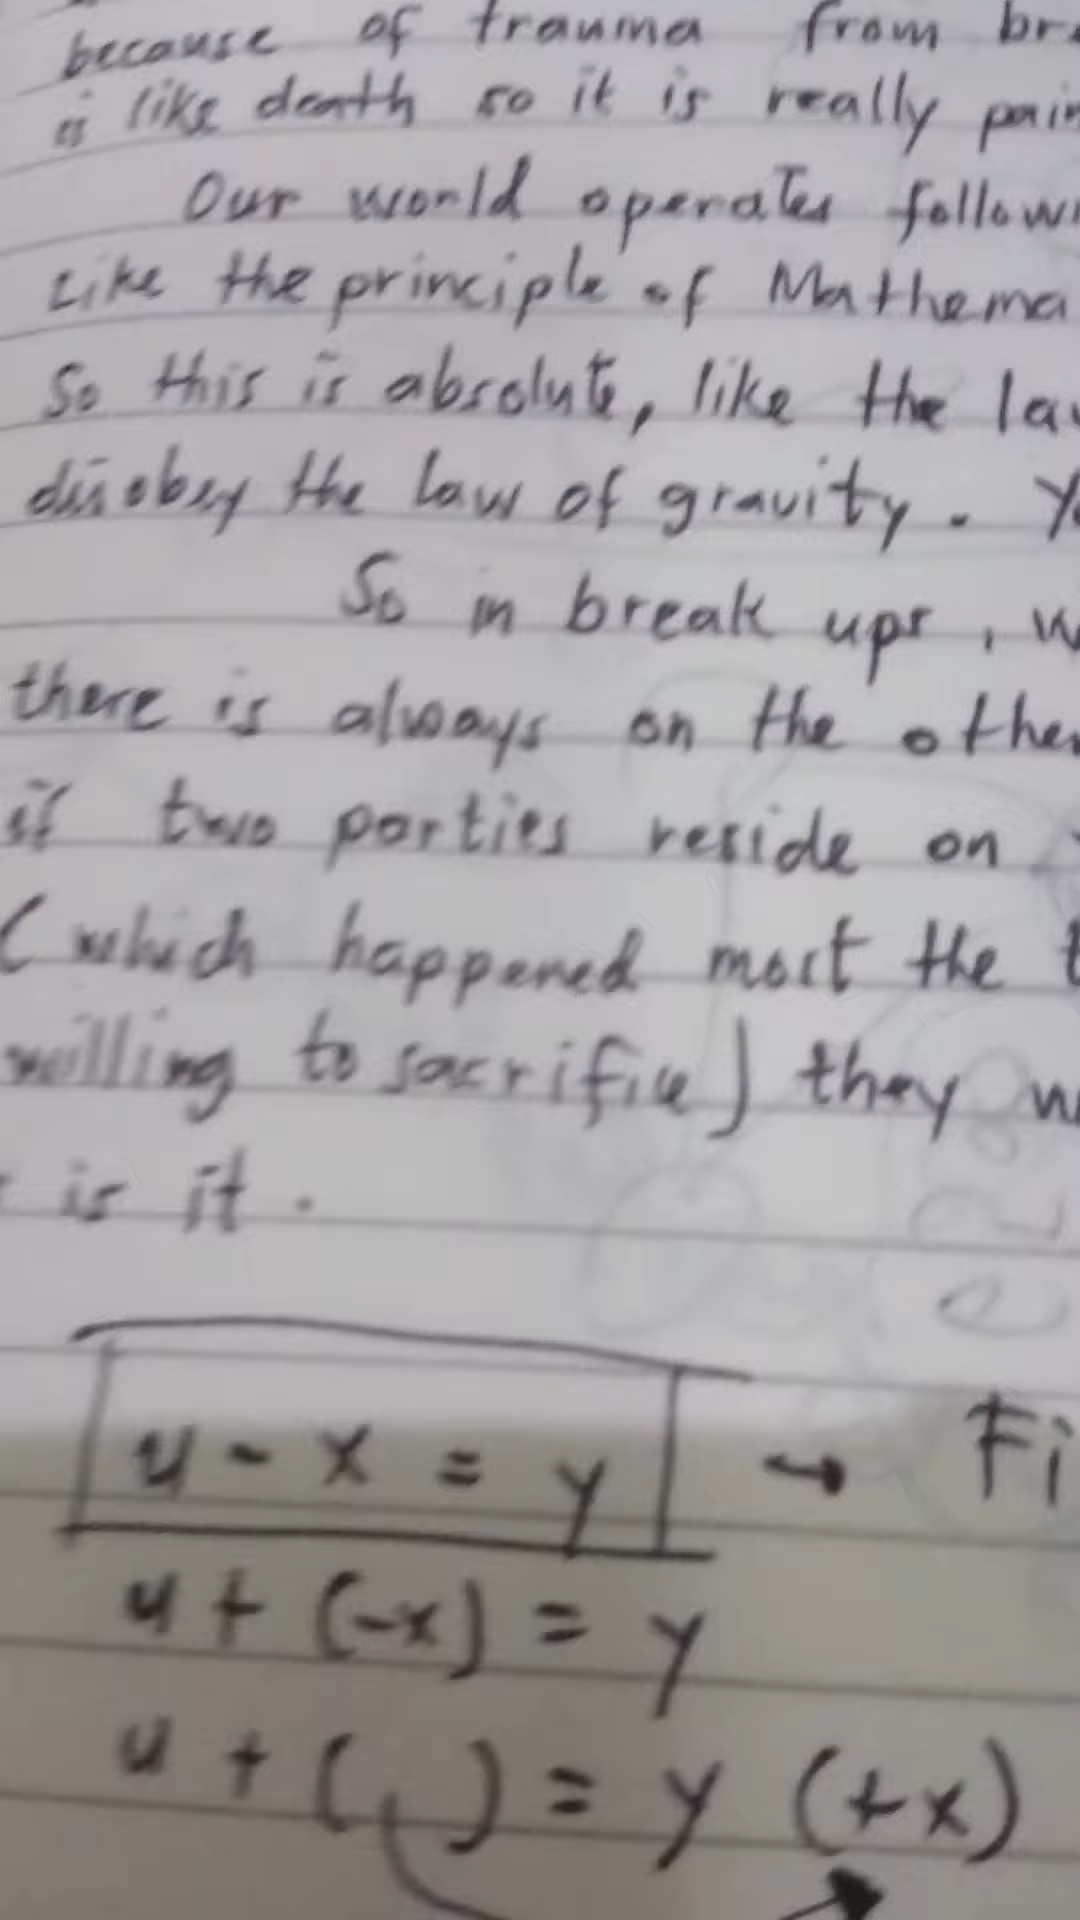 because of trauma from br
is like death so it is really pain
Our world operates follow
Like the principle of Mathema
So this is absolute, like the la
disobey the law of gravity. Y
So in break ups, w
there is always on the other
if two parties reside on
(which happened most the t
willing to sacrifice) they w
is it.
u - x = y → Fi
u + (-x) = y
u + ( ) = y (+x)